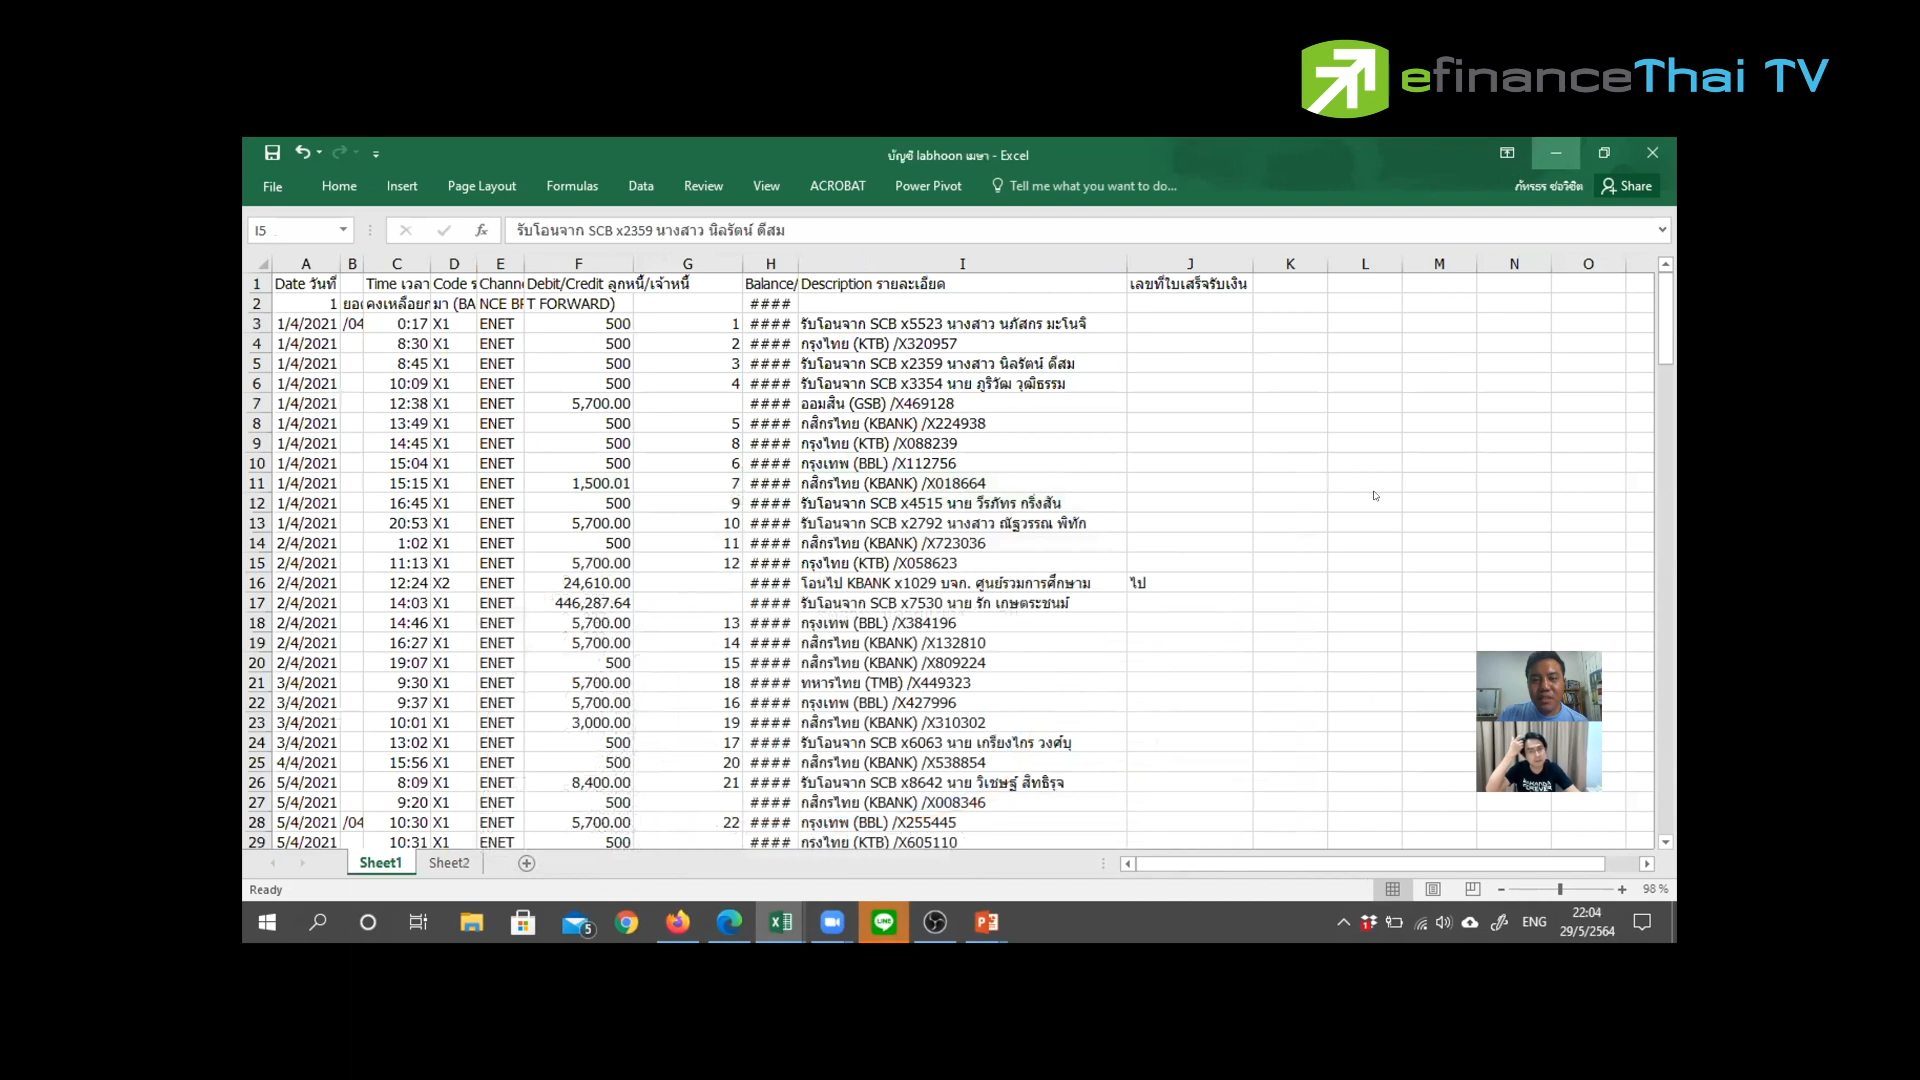 efinanceThai TV
บัญชี labhoon เมษา - Excel
File Home Insert Page Layout Formulas Data Review View ACROBAT Power Pivot Tell me what you want to do... ภัทรธร ช่อวิชิต Share
I5 fx รับโอนจาก SCB x2359 นางสาว นิลรัตน์ ดีสม
A B C D E F G H I J K L M N O
1 Date วันที่ Time เวลา Code ร Channe Debit/Credit ลูกหนี้/เจ้าหนี้ Balance/ Description รายละเอียด เลขที่ใบเสร็จรับเงิน
2 1 ยอด คงเหลือยก มา (BA NCE BF T FORWARD) ####
3 1/4/2021 /04 0:17 X1 ENET 500 1 #### รับโอนจาก SCB x5523 นางสาว นภัสกร มะโนจิ
4 1/4/2021 8:30 X1 ENET 500 2 #### กรุงไทย (KTB) /X320957
5 1/4/2021 8:45 X1 ENET 500 3 #### รับโอนจาก SCB x2359 นางสาว นิลรัตน์ ดีสม
6 1/4/2021 10:09 X1 ENET 500 4 #### รับโอนจาก SCB x3354 นาย ภูริวัฒ วุฒิธรรม
7 1/4/2021 12:38 X1 ENET 5,700.00 #### ออมสิน (GSB) /X469128
8 1/4/2021 13:49 X1 ENET 500 5 #### กสิกรไทย (KBANK) /X224938
9 1/4/2021 14:45 X1 ENET 500 8 #### กรุงไทย (KTB) /X088239
10 1/4/2021 15:04 X1 ENET 500 6 #### กรุงเทพ (BBL) /X112756
11 1/4/2021 15:15 X1 ENET 1,500.01 7 #### กสิกรไทย (KBANK) /X018664
12 1/4/2021 16:45 X1 ENET 500 9 #### รับโอนจาก SCB x4515 นาย วีรภัทร กริ่งสัน
13 1/4/2021 20:53 X1 ENET 5,700.00 10 #### รับโอนจาก SCB x2792 นางสาว ณัฐวรรณ พิทัก
14 2/4/2021 1:02 X1 ENET 500 11 #### กสิกรไทย (KBANK) /X723036
15 2/4/2021 11:13 X1 ENET 5,700.00 12 #### กรุงไทย (KTB) /X058623
16 2/4/2021 12:24 X2 ENET 24,610.00 #### โอนไป KBANK x1029 บจก. ศูนย์รวมการศึกษาม ไป
17 2/4/2021 14:03 X1 ENET 446,287.64 #### รับโอนจาก SCB x7530 นาย รัก เกษตระชนม์
18 2/4/2021 14:46 X1 ENET 5,700.00 13 #### กรุงเทพ (BBL) /X384196
19 2/4/2021 16:27 X1 ENET 5,700.00 14 #### กสิกรไทย (KBANK) /X132810
20 2/4/2021 19:07 X1 ENET 500 15 #### กสิกรไทย (KBANK) /X809224
21 3/4/2021 9:30 X1 ENET 5,700.00 18 #### ทหารไทย (TMB) /X449323
22 3/4/2021 9:37 X1 ENET 5,700.00 16 #### กรุงเทพ (BBL) /X427996
23 3/4/2021 10:01 X1 ENET 3,000.00 19 #### กสิกรไทย (KBANK) /X310302
24 3/4/2021 13:02 X1 ENET 500 17 #### รับโอนจาก SCB x6063 นาย เกรียงไกร วงศ์บุ
25 4/4/2021 15:56 X1 ENET 500 20 #### กสิกรไทย (KBANK) /X538854
26 5/4/2021 8:09 X1 ENET 8,400.00 21 #### รับโอนจาก SCB x8642 นาย วิเชษฐ์ สิทธิรุจ
27 5/4/2021 9:20 X1 ENET 500 #### กสิกรไทย (KBANK) /X008346
28 5/4/2021 /04 10:30 X1 ENET 5,700.00 22 #### กรุงเทพ (BBL) /X255445
29 5/4/2021 10:31 X1 ENET 500 #### กรุงไทย (KTB) /X605110
Sheet1 Sheet2
Ready 98 %
5 1 ENG 22:04
29/5/2564